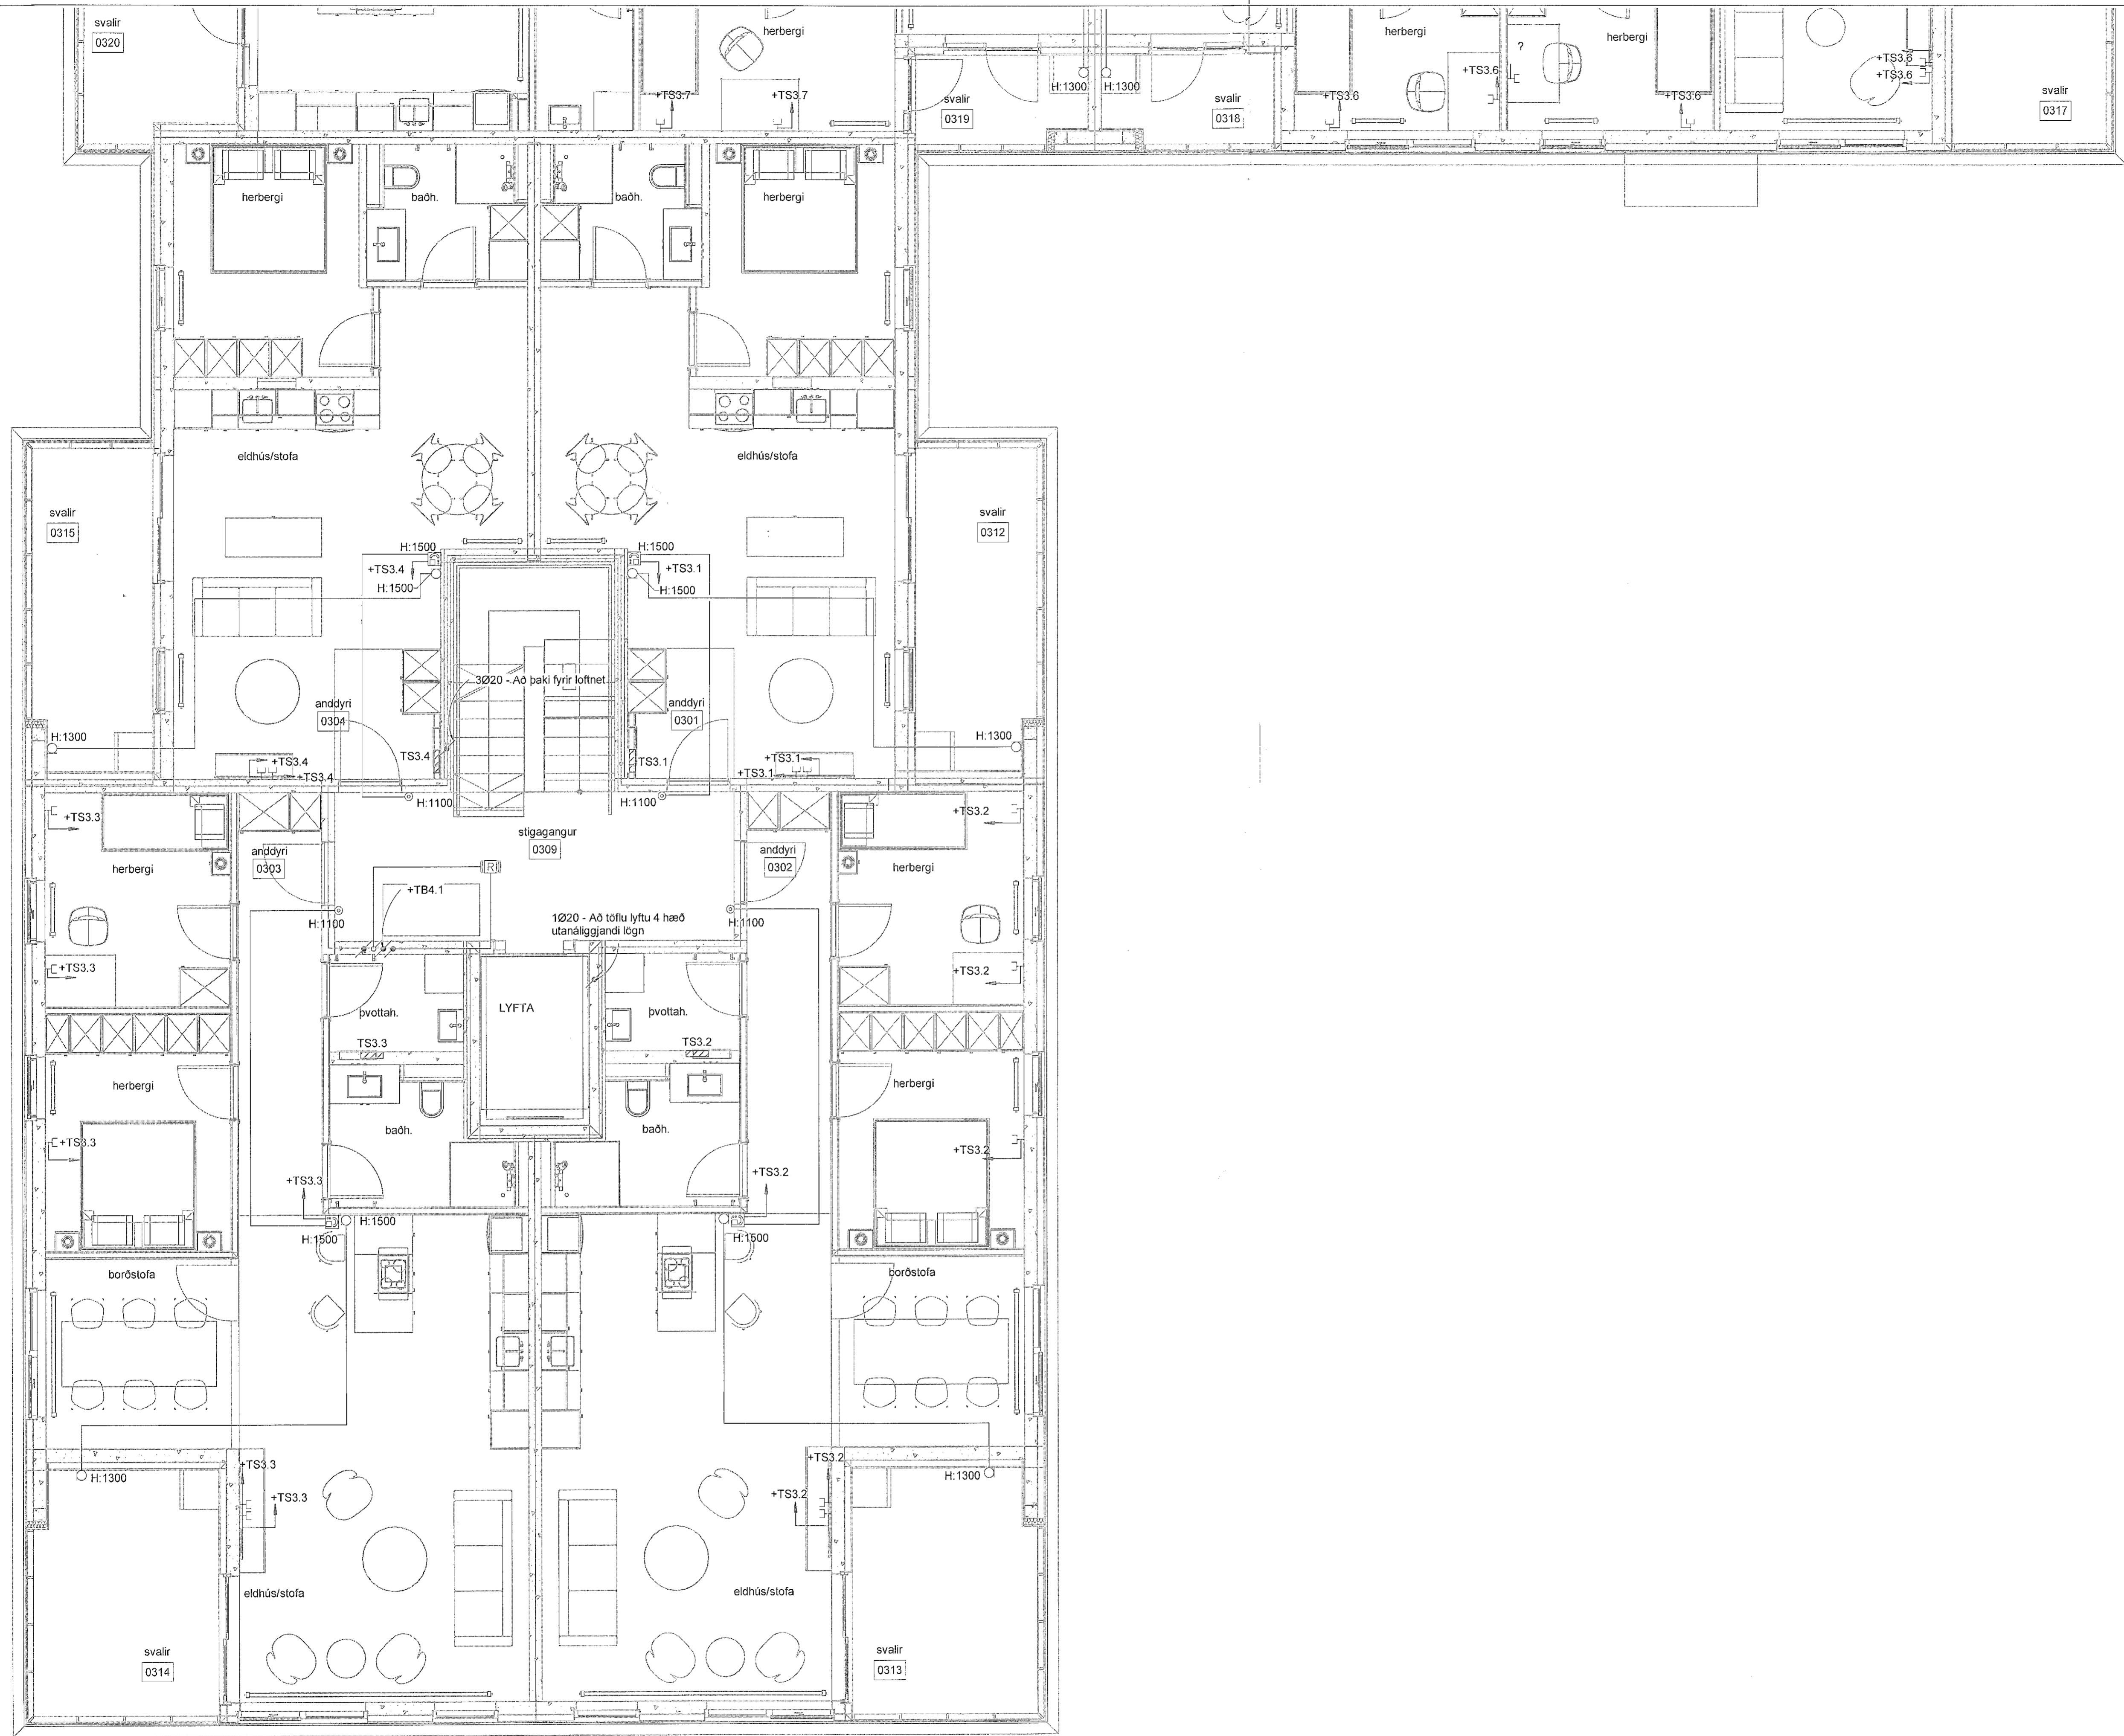 svalir
0320
herbergi
+TS3.7
+TS3.7
svalir
0319
H:1300
H:1300
svalir
0318
herbergi
+TS3.6
+TS3.6
?
herbergi
+TS3.6
+TS3.6
+TS3.6
svalir
0317
herbergi
baðh.
baðh.
herbergi
eldhús/stofa
eldhús/stofa
svalir
0315
svalir
0312
H:1500
+TS3.4
H:1500
H:1500
+TS3.1
H:1500
3Ø20 - Að þaki fyrir loftnet
anddyri
0304
anddyri
0301
H:1300
TS3.4
+TS3.4
+TS3.4
TS3.1
+TS3.1
+TS3.1
H:1300
H:1100
H:1100
+TS3.3
herbergi
anddyri
0303
stigagangur
0309
anddyri
0302
+TS3.2
herbergi
R
+TB4.1
H:1100
1Ø20 - Að töflu lyftu 4 hæð
utanáliggjandi lögn
H:1100
+TS3.3
+TS3.2
þvottah.
LYFTA
þvottah.
TS3.3
TS3.2
herbergi
herbergi
+TS3.3
baðh.
baðh.
+TS3.2
+TS3.3
+TS3.2
H:1500
H:1500
H:1500
borðstofa
borðstofa
H:1300
+TS3.3
+TS3.3
+TS3.2
+TS3.2
H:1300
eldhús/stofa
eldhús/stofa
svalir
0314
svalir
0313